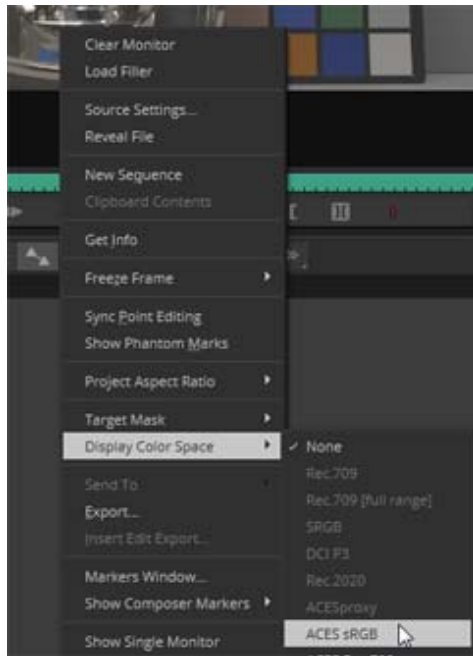 Clear Monitor
Load Filler
Source Settings...
Reveal File
New Sequence
Clipboard Contents
Get Info
Freeze Frame
Sync Point Editing
Show Phantom Marks
Project Aspect Ratio
Target Mask
Display Color Space
Send To
Export...
Insert Edit Export...
Markers Window...
Show Composer Markers
Show Single Monitor
None
Rec.709
Rec.709 [full range]
SRGB
DCI P3
Rec.2020
ACESproxy
ACES sRGB